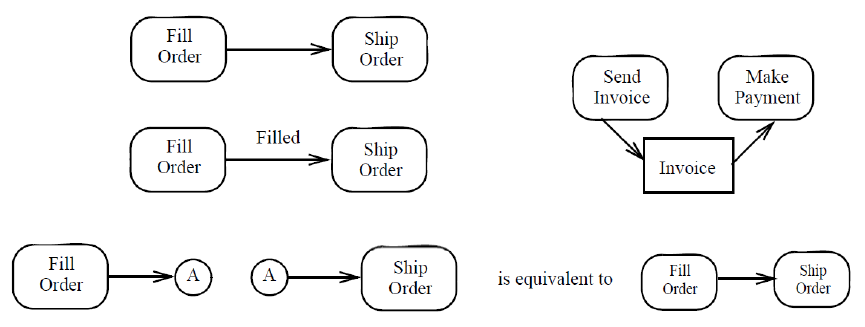 Fill
Order
Ship
Order
Send
Invoice
Make
Payment
Invoice
Fill
Order
Filled
Ship
Order
Fill
Order
A
A
Ship
Order
is equivalent to
Fill
Order
Ship
Order